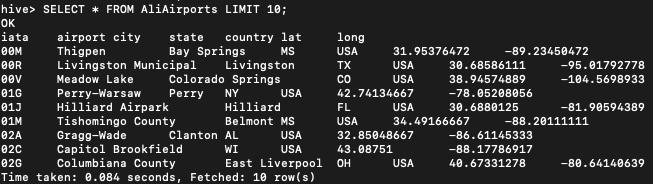 hive> SELECT * FROM AliAirports LIMIT 10;
OK
iata airport city state country lat long
00M Thigpen Bay Springs MS USA 31.95376472 -89.23450472
00R Livingston Municipal Livingston TX USA 30.68586111 -95.01792778
00V Meadow Lake Colorado Springs CO USA 38.94574889 -104.5698933
01G Perry-Warsaw Perry NY USA 42.74134667 -78.05208056
01J Hilliard Airpark Hilliard FL USA 30.6880125 -81.90594389
01M Tishomingo County Belmont MS USA 34.49166667 -88.20111111
02A Gragg-Wade Clanton AL USA 32.85048667 -86.61145333
02C Capitol Brookfield WI USA 43.08751 -88.17786917
02G Columbiana County East Liverpool OH USA 40.67331278 -80.64140639
Time taken: 0.084 seconds, Fetched: 10 row(s)